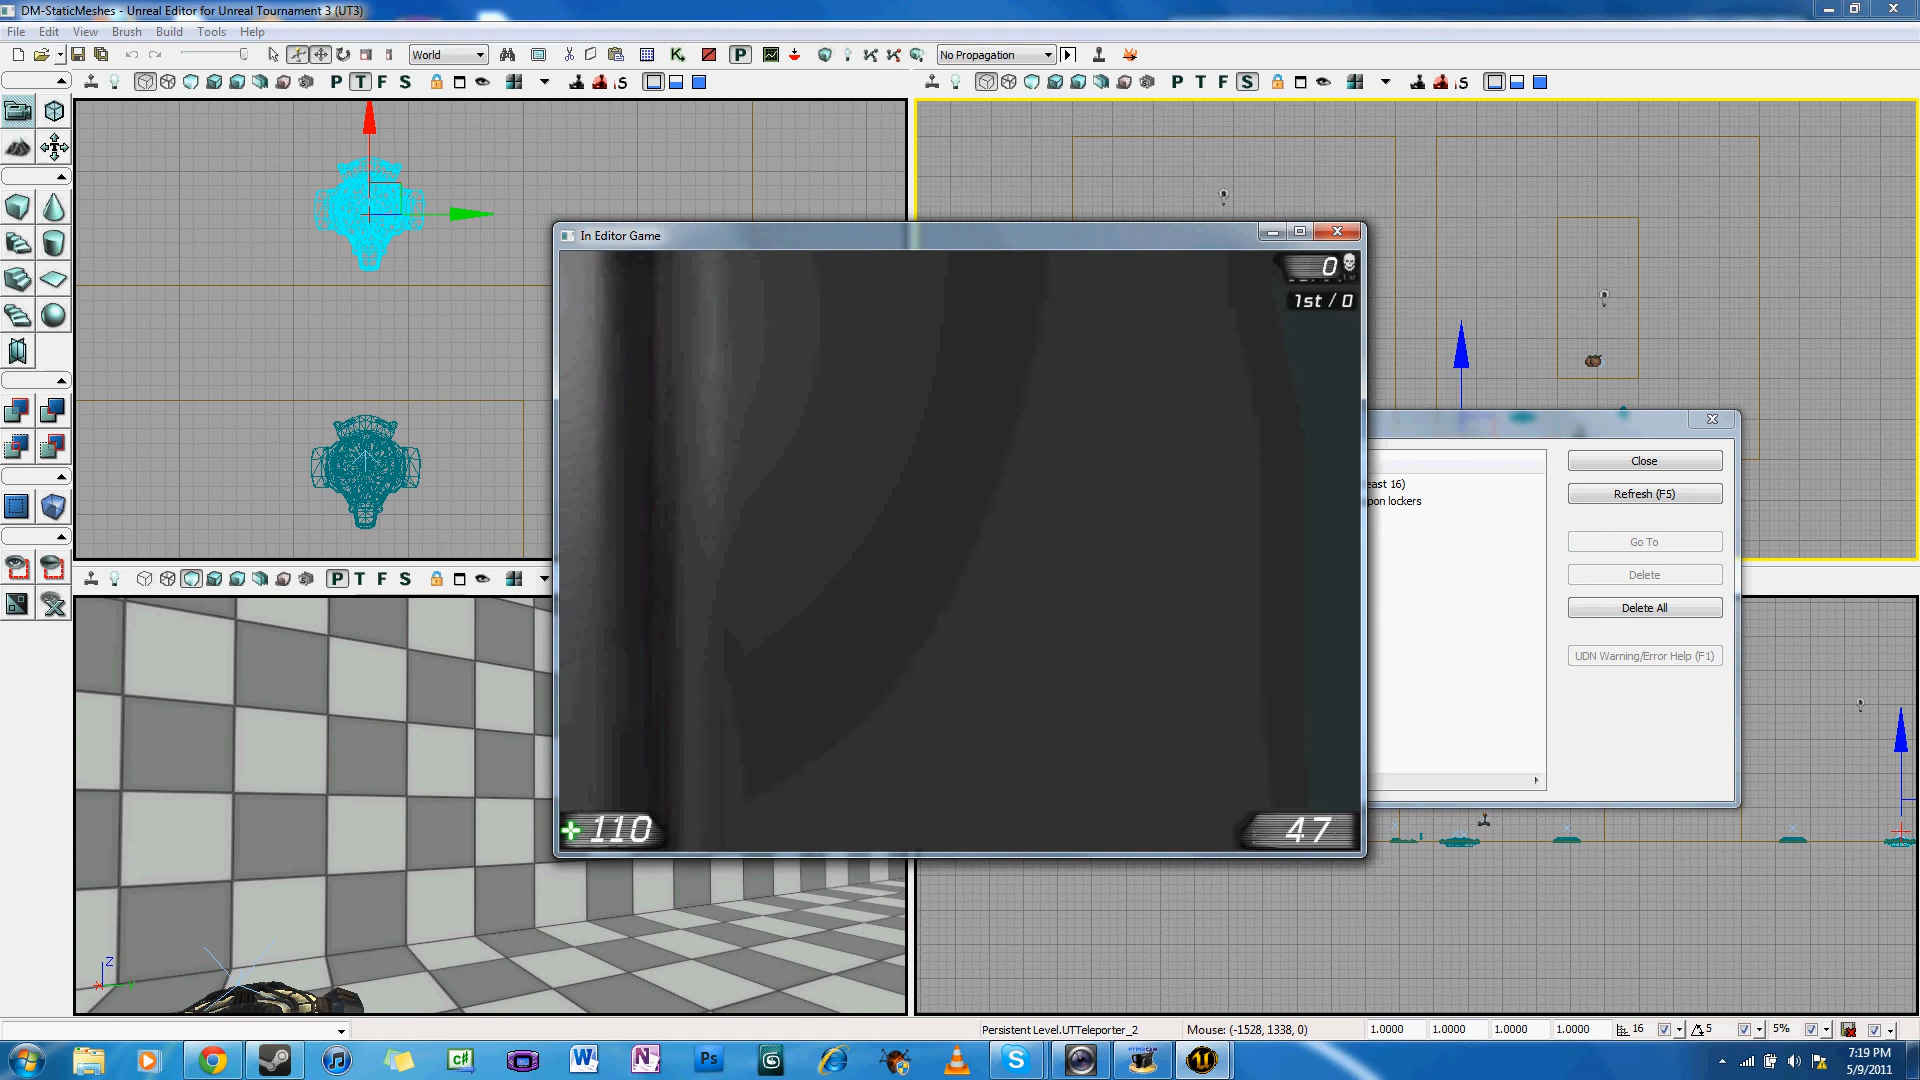 DM-StaticMeshes - Unreal Editor for Unreal Tournament 3 (UT3)
File Edit View Brush Build Tools Help
World
P
No Propagation
P T F S
S
P T F S
S
In Editor Game
0
1st / 0
110
47
east 16)
pon lockers
Close
Refresh (F5)
Go To
Delete
Delete All
UDN Warning/Error Help (F1)
P T F S
Z
Persistent Level.UTTeleporter_2
Mouse: (-1528, 1338, 0)
1.0000 1.0000 1.0000 1.0000
16
5
5%
W
N
Ps
S
7:19 PM
5/9/2011